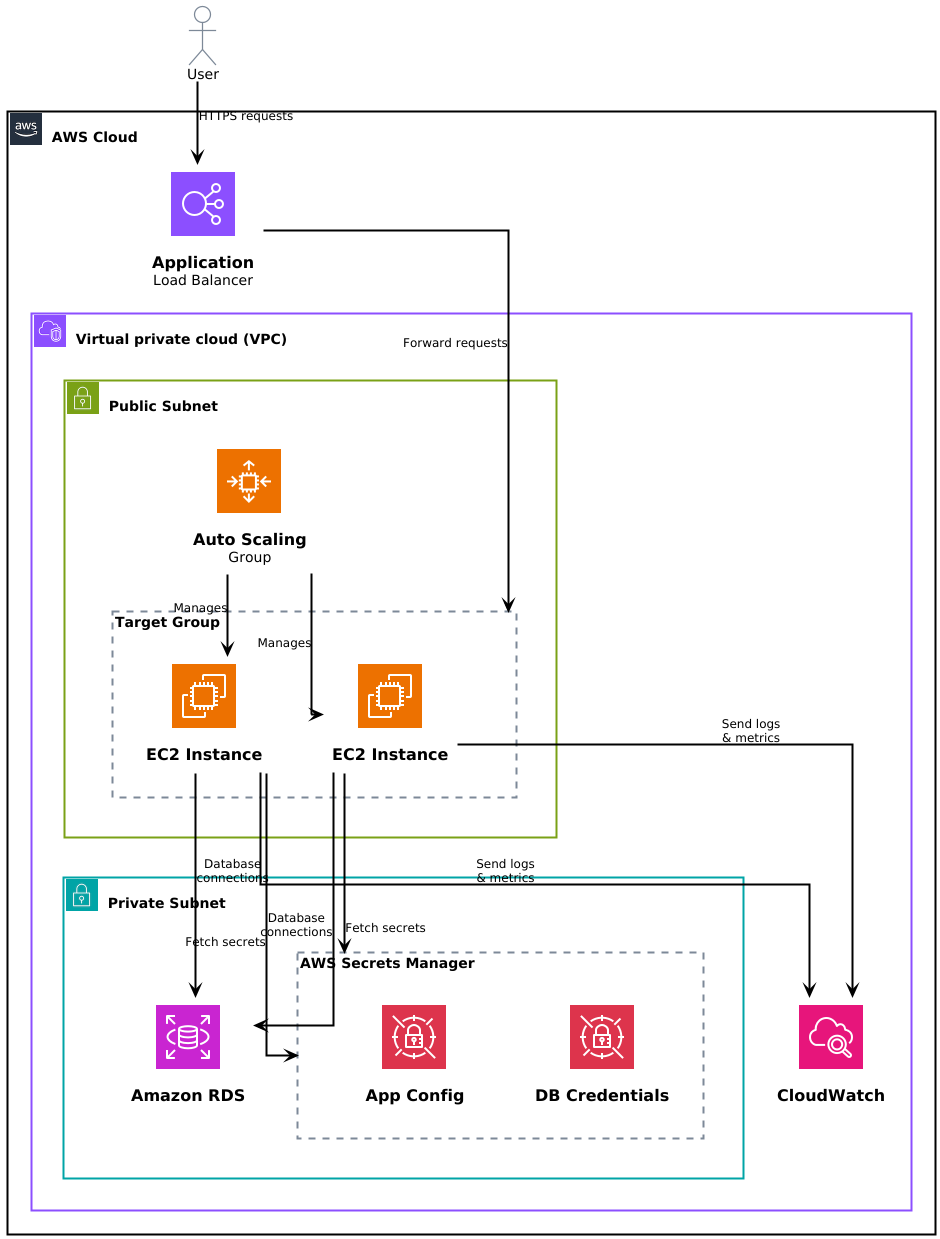 User
HTTPS requests
aws
AWS Cloud
Application
Load Balancer
Virtual private cloud (VPC)
Forward requests
Public Subnet
Auto Scaling
Group
Manages
Target Group
Manages
EC2 Instance
EC2 Instance
Send logs
& metrics
Database
connections
Send logs
& metrics
Private Subnet
Database
connections
Fetch secrets
Fetch secrets
AWS Secrets Manager
Amazon RDS
App Config
DB Credentials
CloudWatch